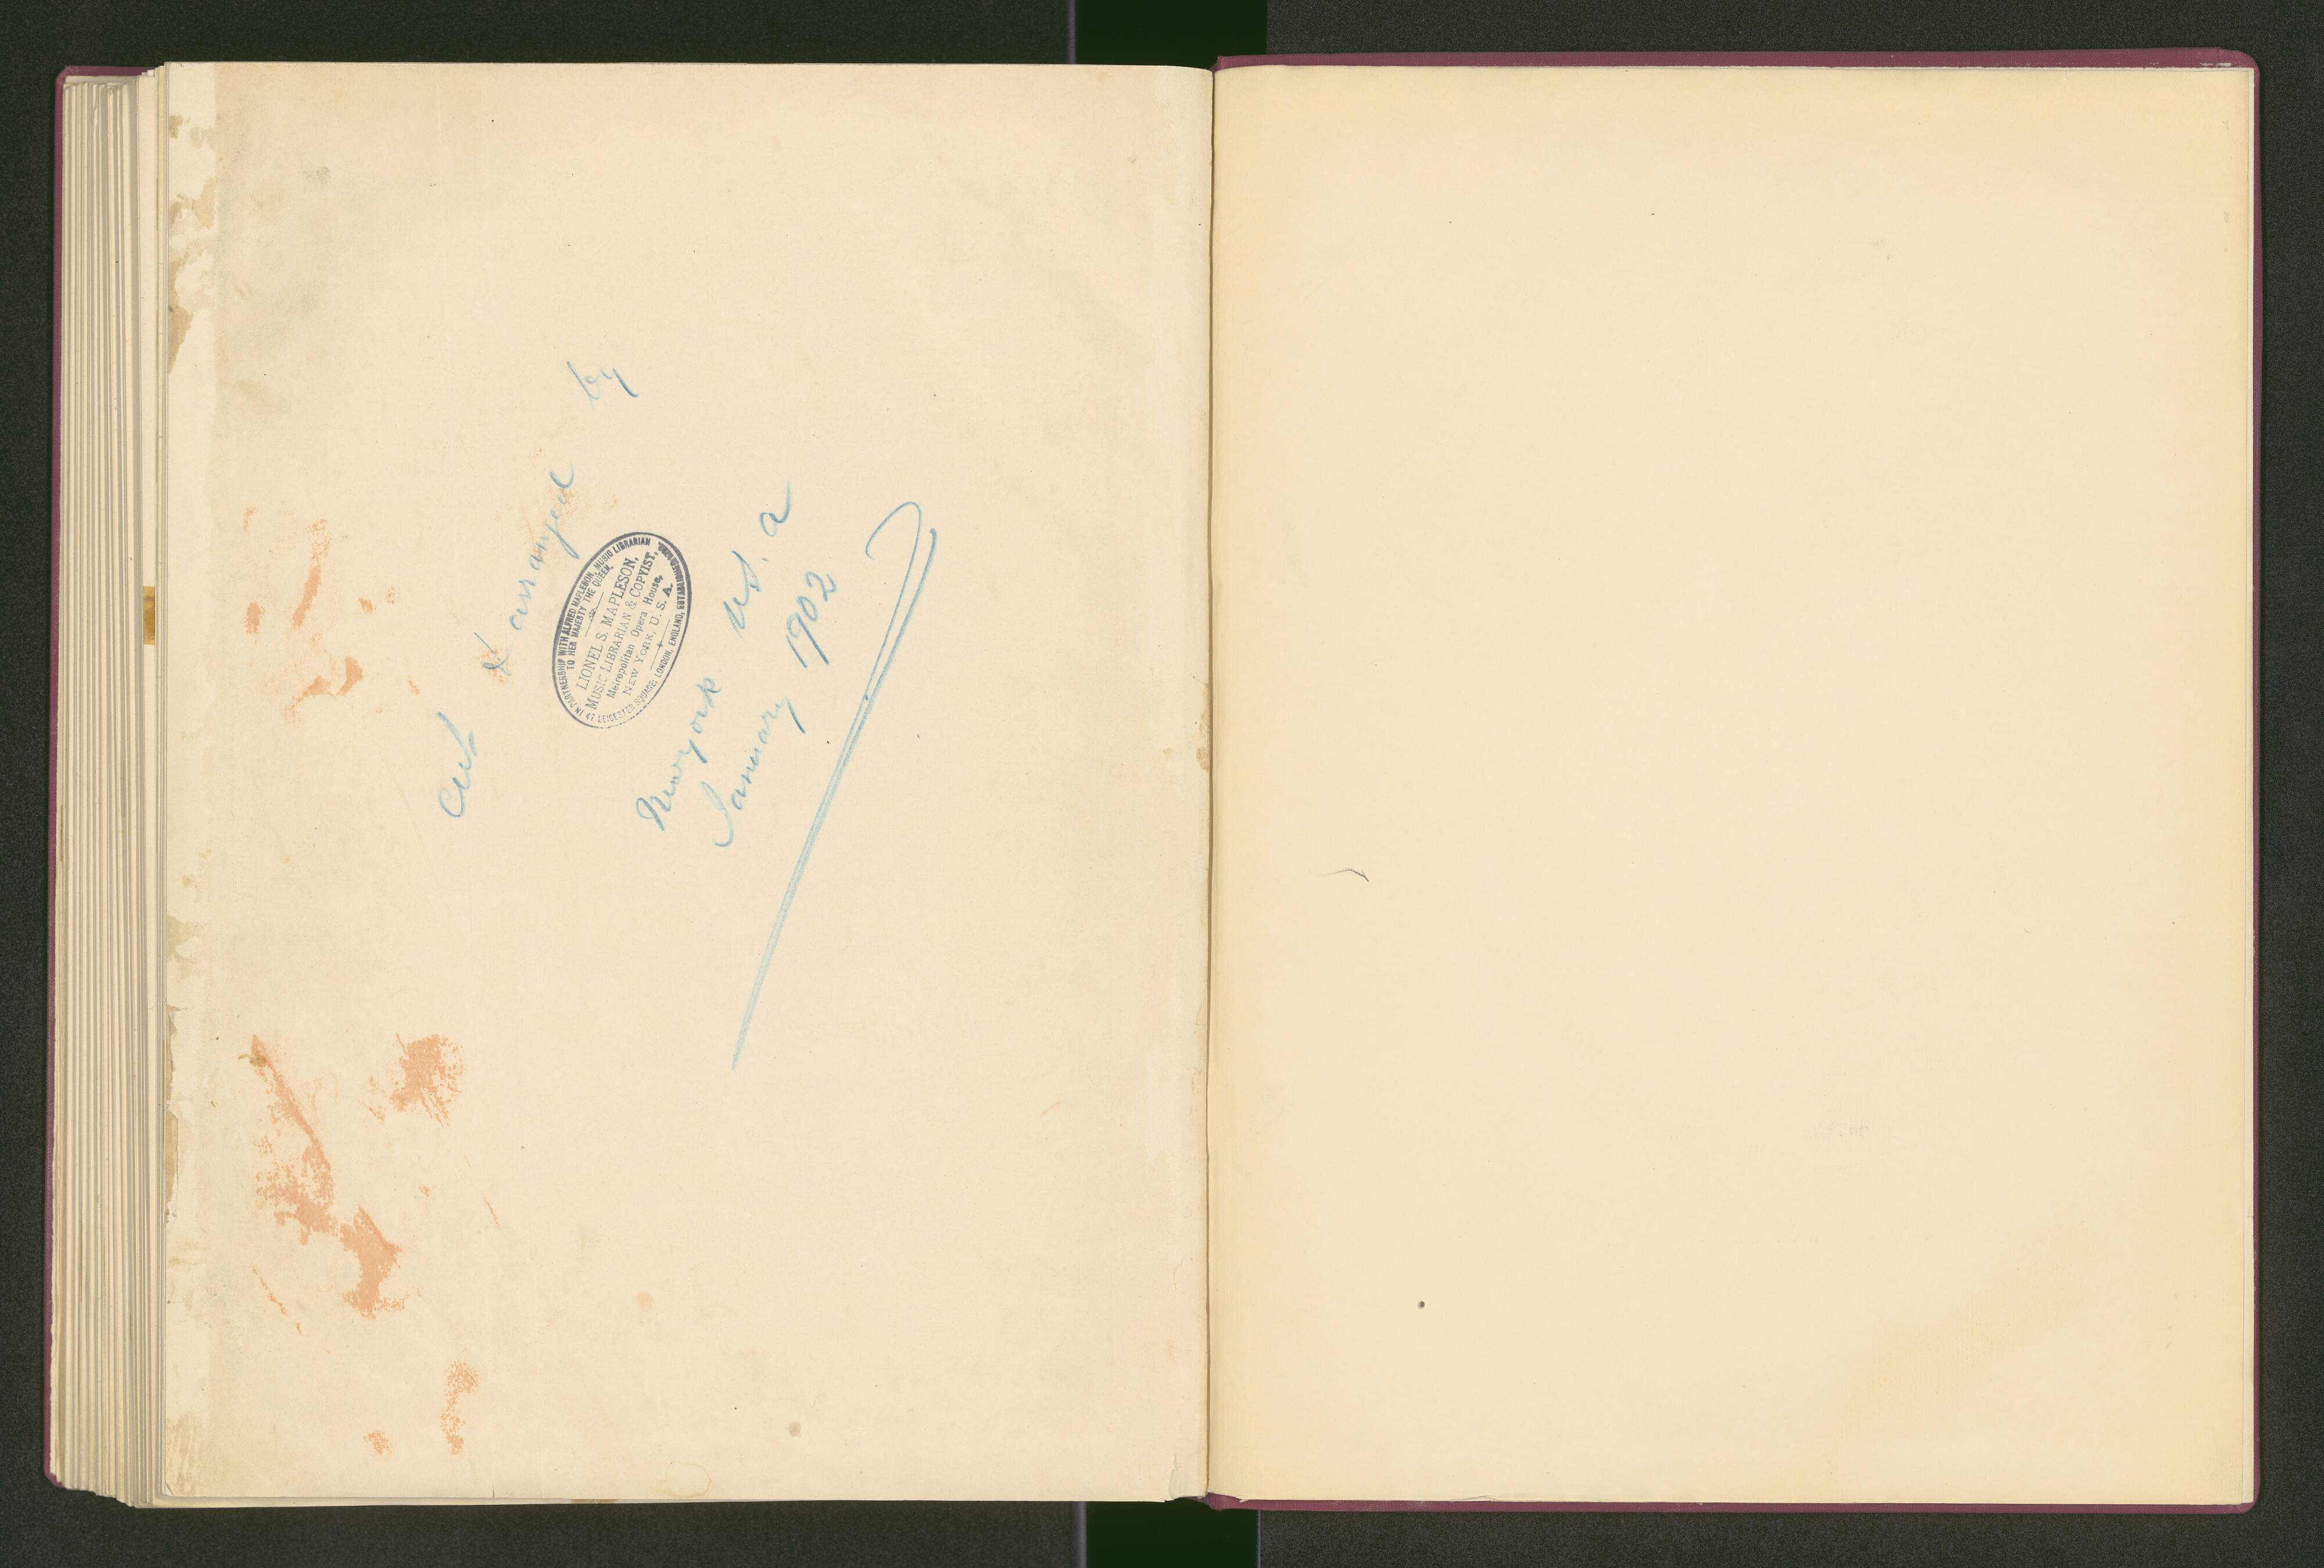 Cut & arranged by
IN PARTNERSHIP WITH ALFRED MAPLESON, MUSIC LIBRARIAN
TO HER MAJESTY THE QUEEN.
LIONEL S. MAPLESON,
MUSIC LIBRARIAN & COPYIST,
Metropolitan Opera House,
NEW YORK, U. S. A.
47 LEICESTER SQUARE, LONDON, ENGLAND, ESTABLISHED
New york U.S. a
January 1902